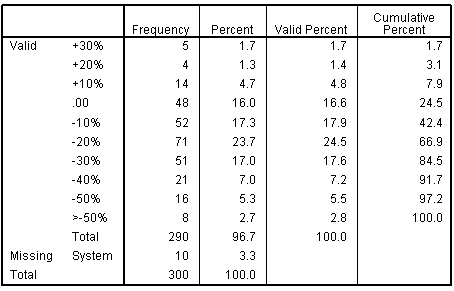 Frequency Percent Valid Percent Cumulative Percent
Valid +30% 5 1.7 1.7 1.7
+20% 4 1.3 1.4 3.1
+10% 14 4.7 4.8 7.9
.00 48 16.0 16.6 24.5
-10% 52 17.3 17.9 42.4
-20% 71 23.7 24.5 66.9
-30% 51 17.0 17.6 84.5
-40% 21 7.0 7.2 91.7
-50% 16 5.3 5.5 97.2
>-50% 8 2.7 2.8 100.0
Total 290 96.7 100.0
Missing System 10 3.3
Total 300 100.0